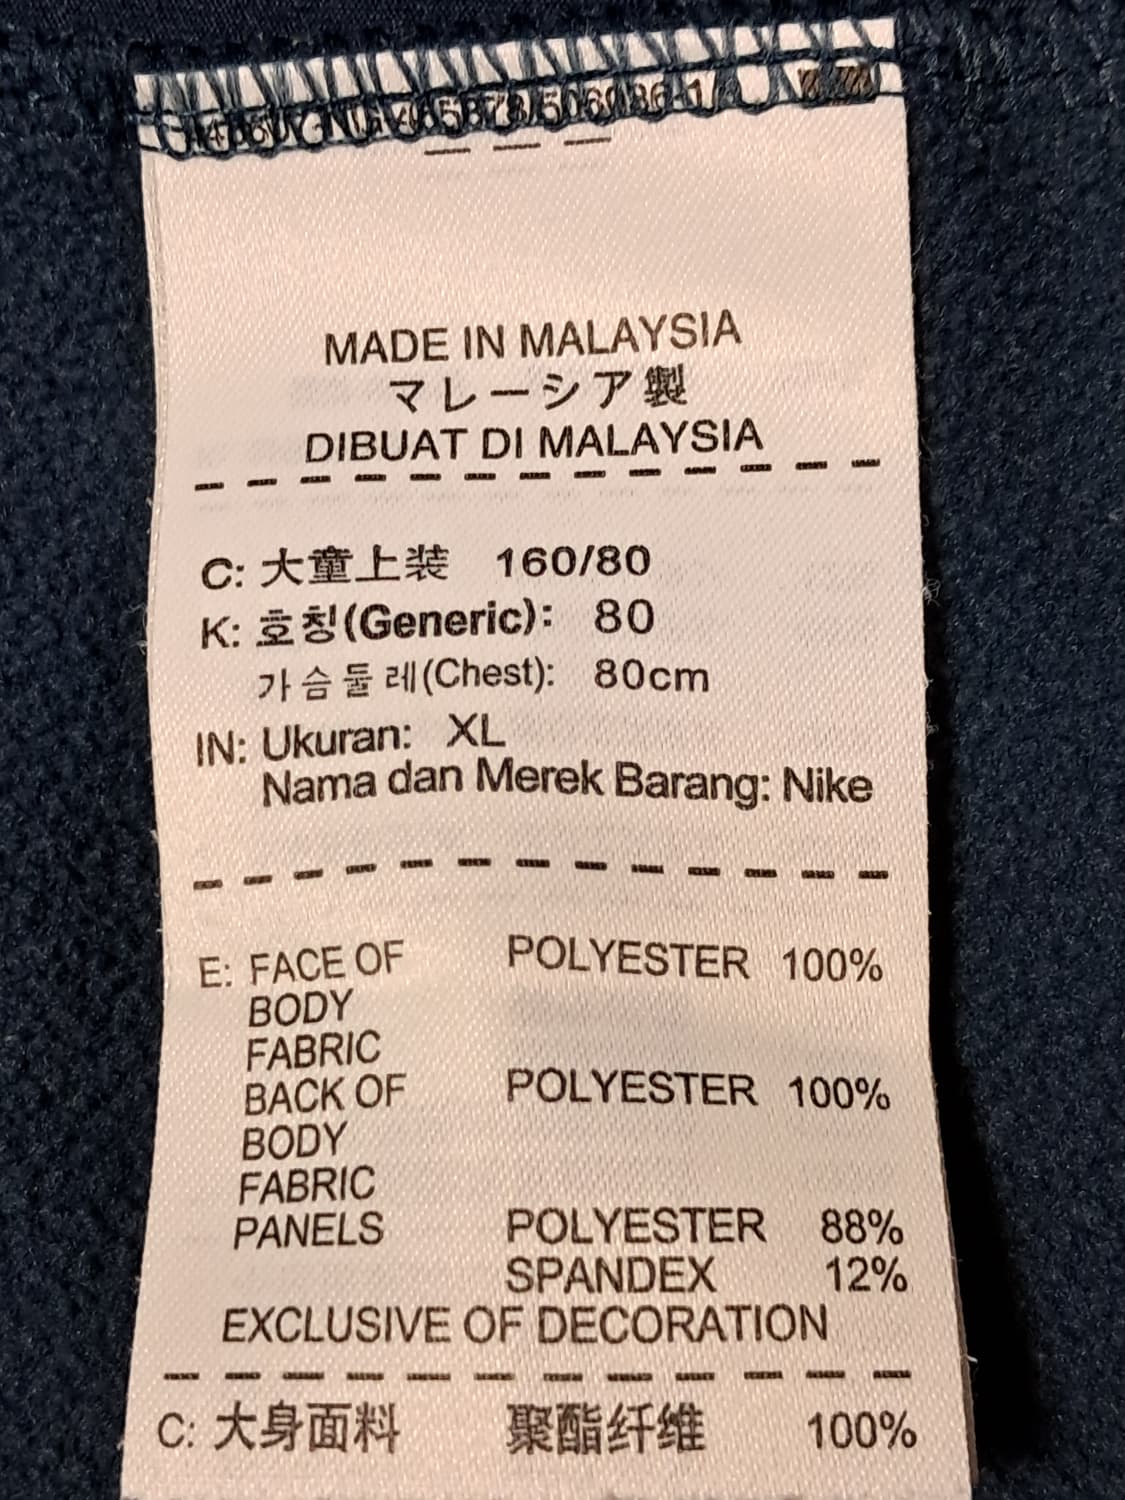 MADE IN MALAYSIA
マレーシア製
DIBUAT DI MALAYSIA
C: 大童上装 160/80
K: 호칭(Generic): 80
가슴둘레(Chest): 80cm
IN: Ukuran: XL
Nama dan Merek Barang: Nike
E: FACE OF POLYESTER 100%
BODY
FABRIC
BACK OF POLYESTER 100%
BODY
FABRIC
PANELS POLYESTER 88%
SPANDEX 12%
EXCLUSIVE OF DECORATION
C: 大身面料 聚酯纤维 100%